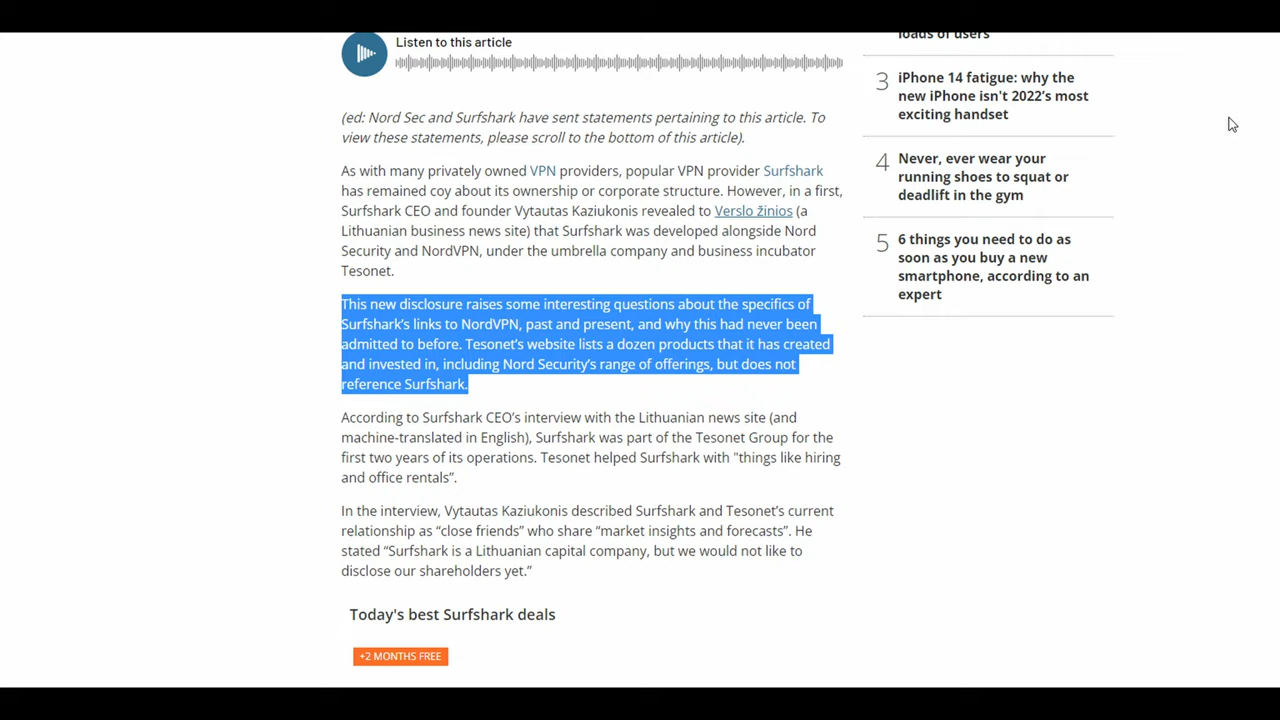 Listen to this article
(ed: Nord Sec and Surfshark have sent statements pertaining to this article. To
view these statements, please scroll to the bottom of this article).
As with many privately owned VPN providers, popular VPN provider Surfshark
has remained coy about its ownership or corporate structure. However, in a first,
Surfshark CEO and founder Vytautas Kaziukonis revealed to Verslo žinios (a
Lithuanian business news site) that Surfshark was developed alongside Nord
Security and NordVPN, under the umbrella company and business incubator
Tesonet.
This new disclosure raises some interesting questions about the specifics of
Surfshark's links to NordVPN, past and present, and why this had never been
admitted to before. Tesonet's website lists a dozen products that it has created
and invested in, including Nord Security's range of offerings, but does not
reference Surfshark.
According to Surfshark CEO's interview with the Lithuanian news site (and
machine-translated in English), Surfshark was part of the Tesonet Group for the
first two years of its operations. Tesonet helped Surfshark with "things like hiring
and office rentals”.
In the interview, Vytautas Kaziukonis described Surfshark and Tesonet's current
relationship as “close friends” who share “market insights and forecasts”. He
stated “Surfshark is a Lithuanian capital company, but we would not like to
disclose our shareholders yet.”
Today's best Surfshark deals
+2 MONTHS FREE
loads of users
3
iPhone 14 fatigue: why the
new iPhone isn't 2022's most
exciting handset
4
Never, ever wear your
running shoes to squat or
deadlift in the gym
5
6 things you need to do as
soon as you buy a new
smartphone, according to an
expert